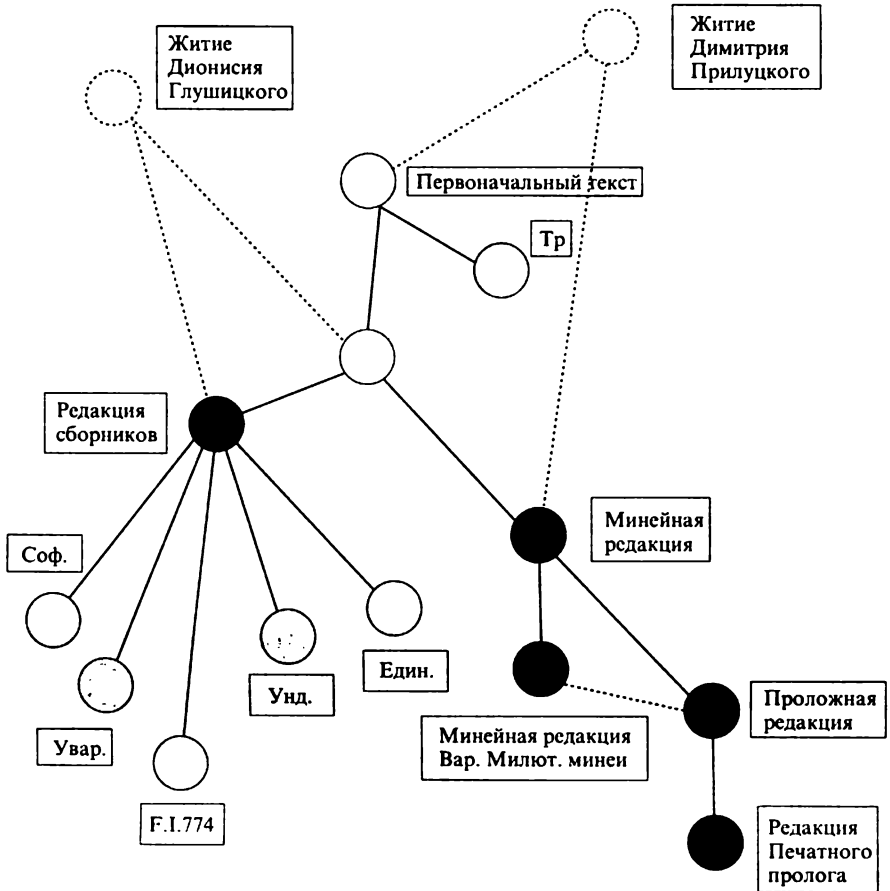 Житие
Дионисия
Глушицкого
Житие
Димитрия
Прилуцкого
Первоначальный текст
Тр
Редакция
сборников
Минейная
редакция
Соф.
Увар.
F.I.774
Унд.
Един.
Минейная редакция
Вар. Милют. минеи
Проложная
редакция
Редакция
Печатного
пролога